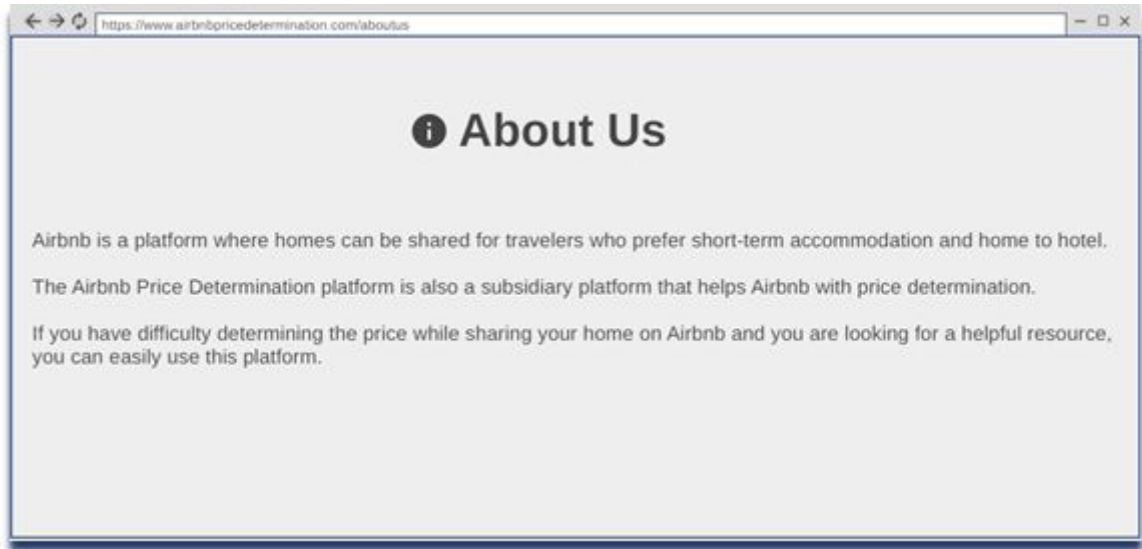 https://www.airbnbpricedetermination.com/aboutus
About Us
Airbnb is a platform where homes can be shared for travelers who prefer short-term accommodation and home to hotel.
The Airbnb Price Determination platform is also a subsidiary platform that helps Airbnb with price determination.
If you have difficulty determining the price while sharing your home on Airbnb and you are looking for a helpful resource,
you can easily use this platform.